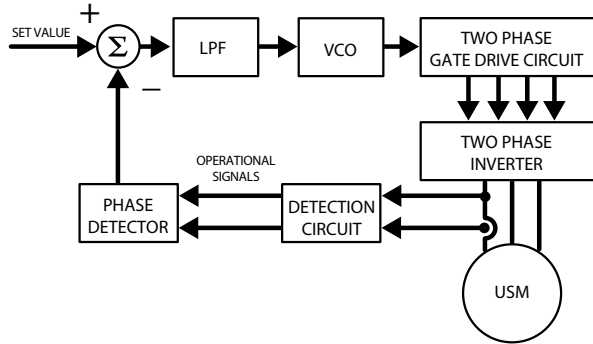 +
SET VALUE
Σ
−
LPF
VCO
TWO PHASE
GATE DRIVE CIRCUIT
TWO PHASE
INVERTER
OPERATIONAL
SIGNALS
PHASE
DETECTOR
DETECTION
CIRCUIT
USM